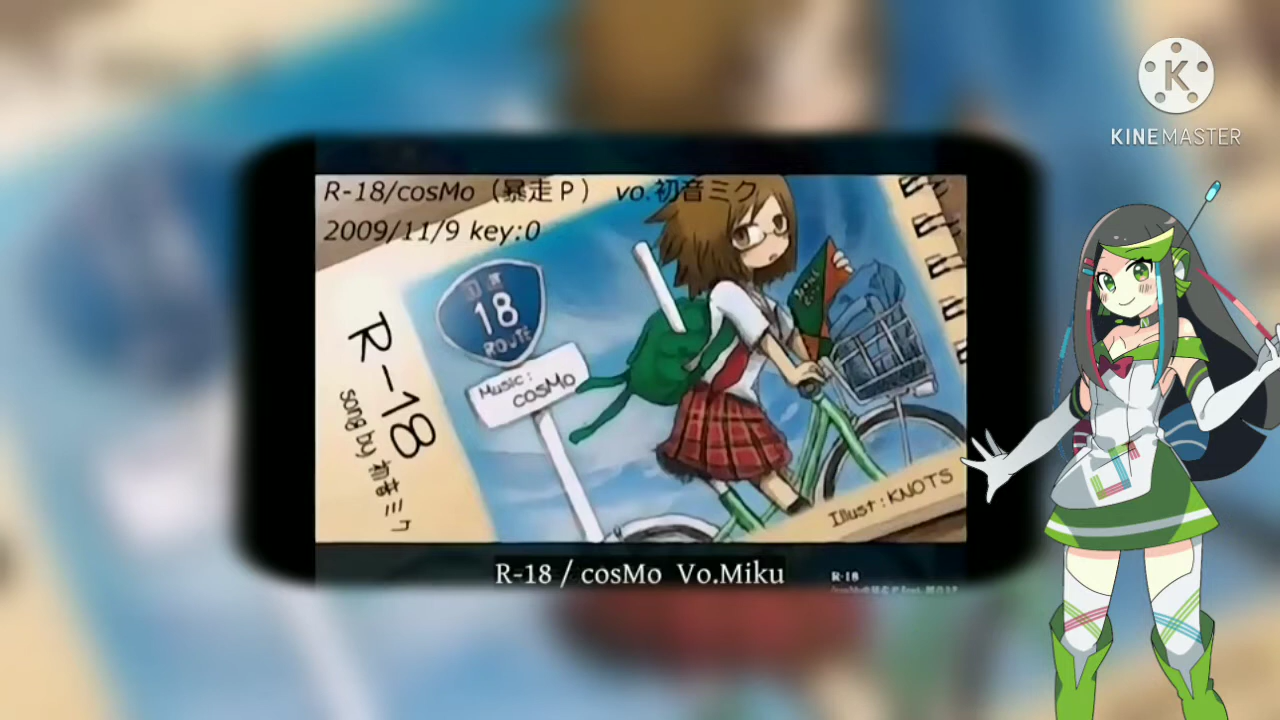 K
KINEMASTER
R-18/cosMo（暴走Ｐ） vo.初音ミク
2009/11/9 key:0
18
ROUTE
Music:
cosMo
R-18
song by 初音ミク
Illust:KNOTS
R-18 / cosMo Vo.Miku
R-18